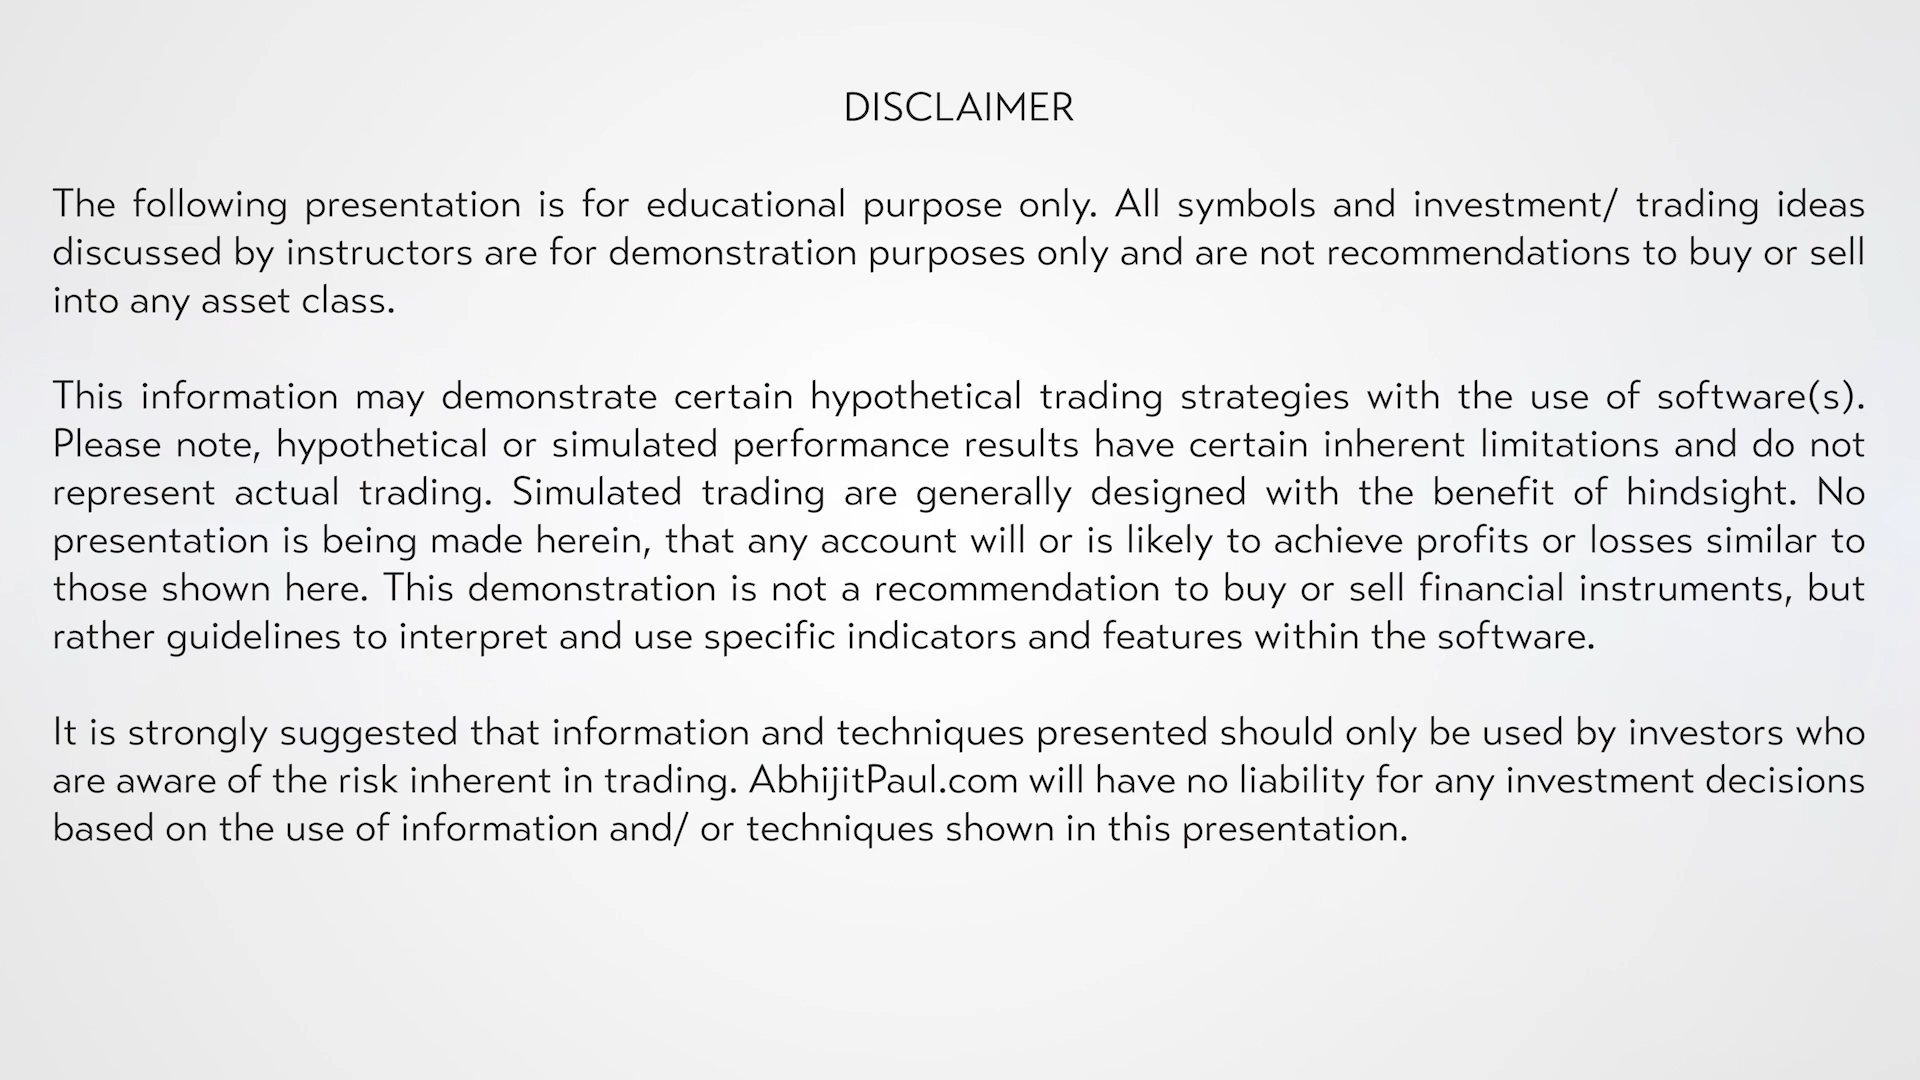 DISCLAIMER
The following presentation is for educational purpose only. All symbols and investment/ trading ideas
discussed by instructors are for demonstration purposes only and are not recommendations to buy or sell
into any asset class.
This information may demonstrate certain hypothetical trading strategies with the use of software(s).
Please note, hypothetical or simulated performance results have certain inherent limitations and do not
represent actual trading. Simulated trading are generally designed with the benefit of hindsight. No
presentation is being made herein, that any account will or is likely to achieve profits or losses similar to
those shown here. This demonstration is not a recommendation to buy or sell financial instruments, but
rather guidelines to interpret and use specific indicators and features within the software.
It is strongly suggested that information and techniques presented should only be used by investors who
are aware of the risk inherent in trading. AbhijitPaul.com will have no liability for any investment decisions
based on the use of information and/ or techniques shown in this presentation.